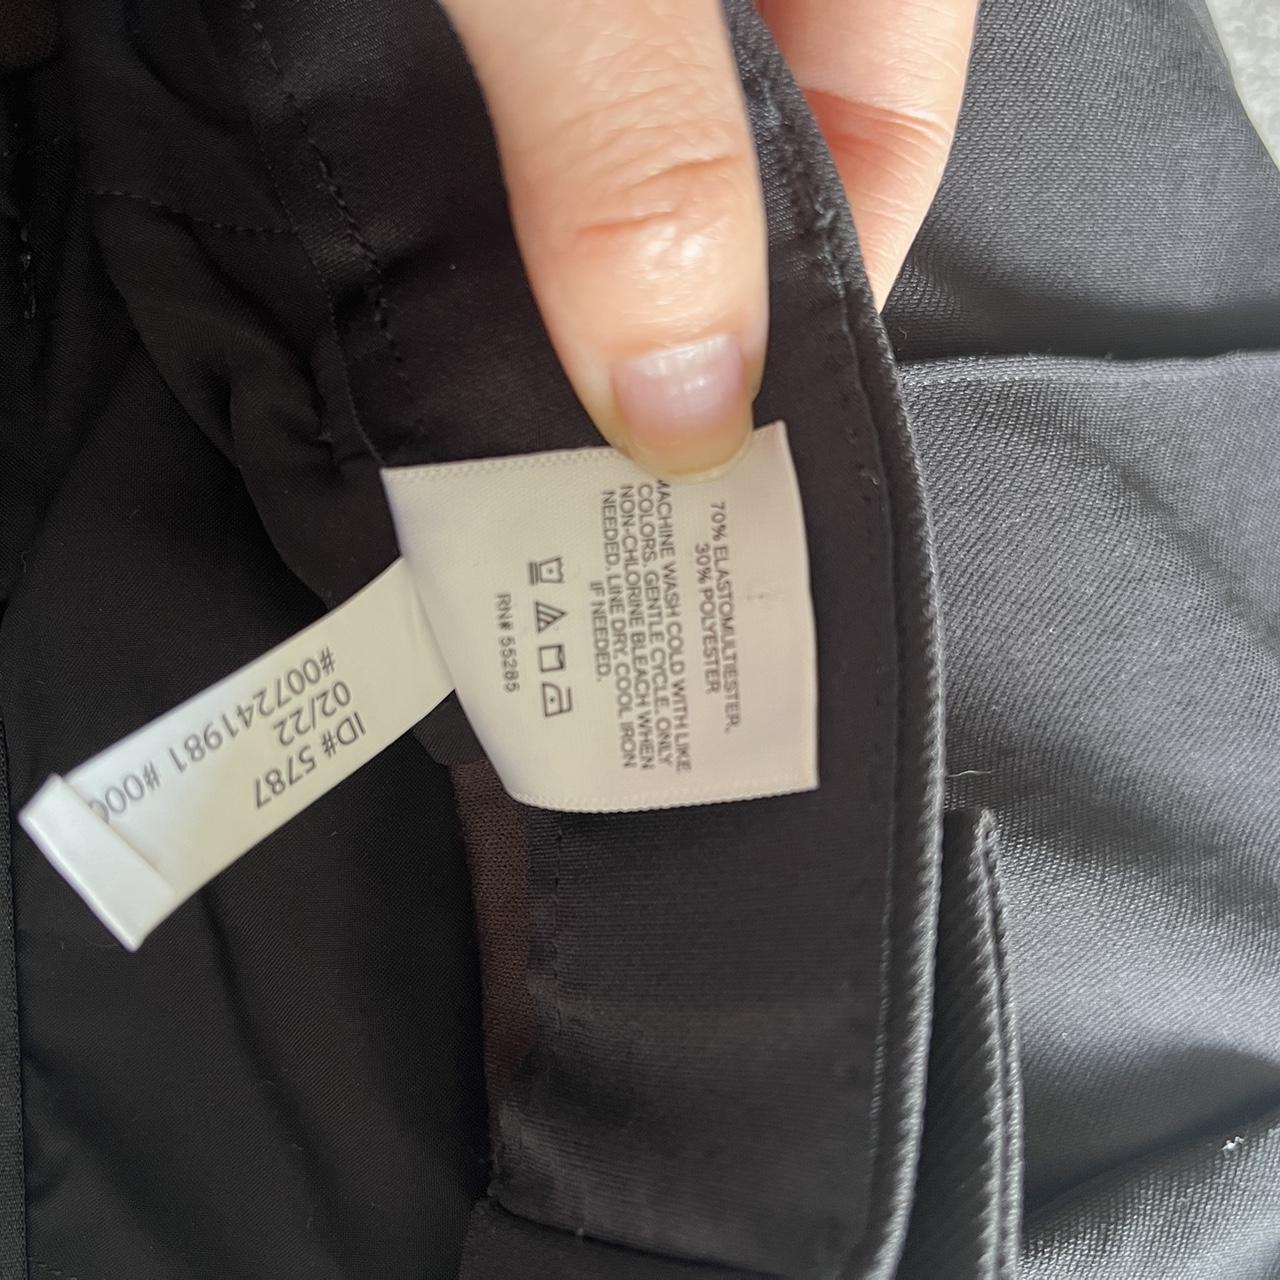 70% ELASTOMULTIESTER,
30% POLYESTER
MACHINE WASH COLD WITH LIKE
COLORS. GENTLE CYCLE. ONLY
NON-CHLORINE BLEACH WHEN
NEEDED. LINE DRY, COOL IRON
IF NEEDED.
RN# 55285
ID# 5787
02/22
#007241981 #000